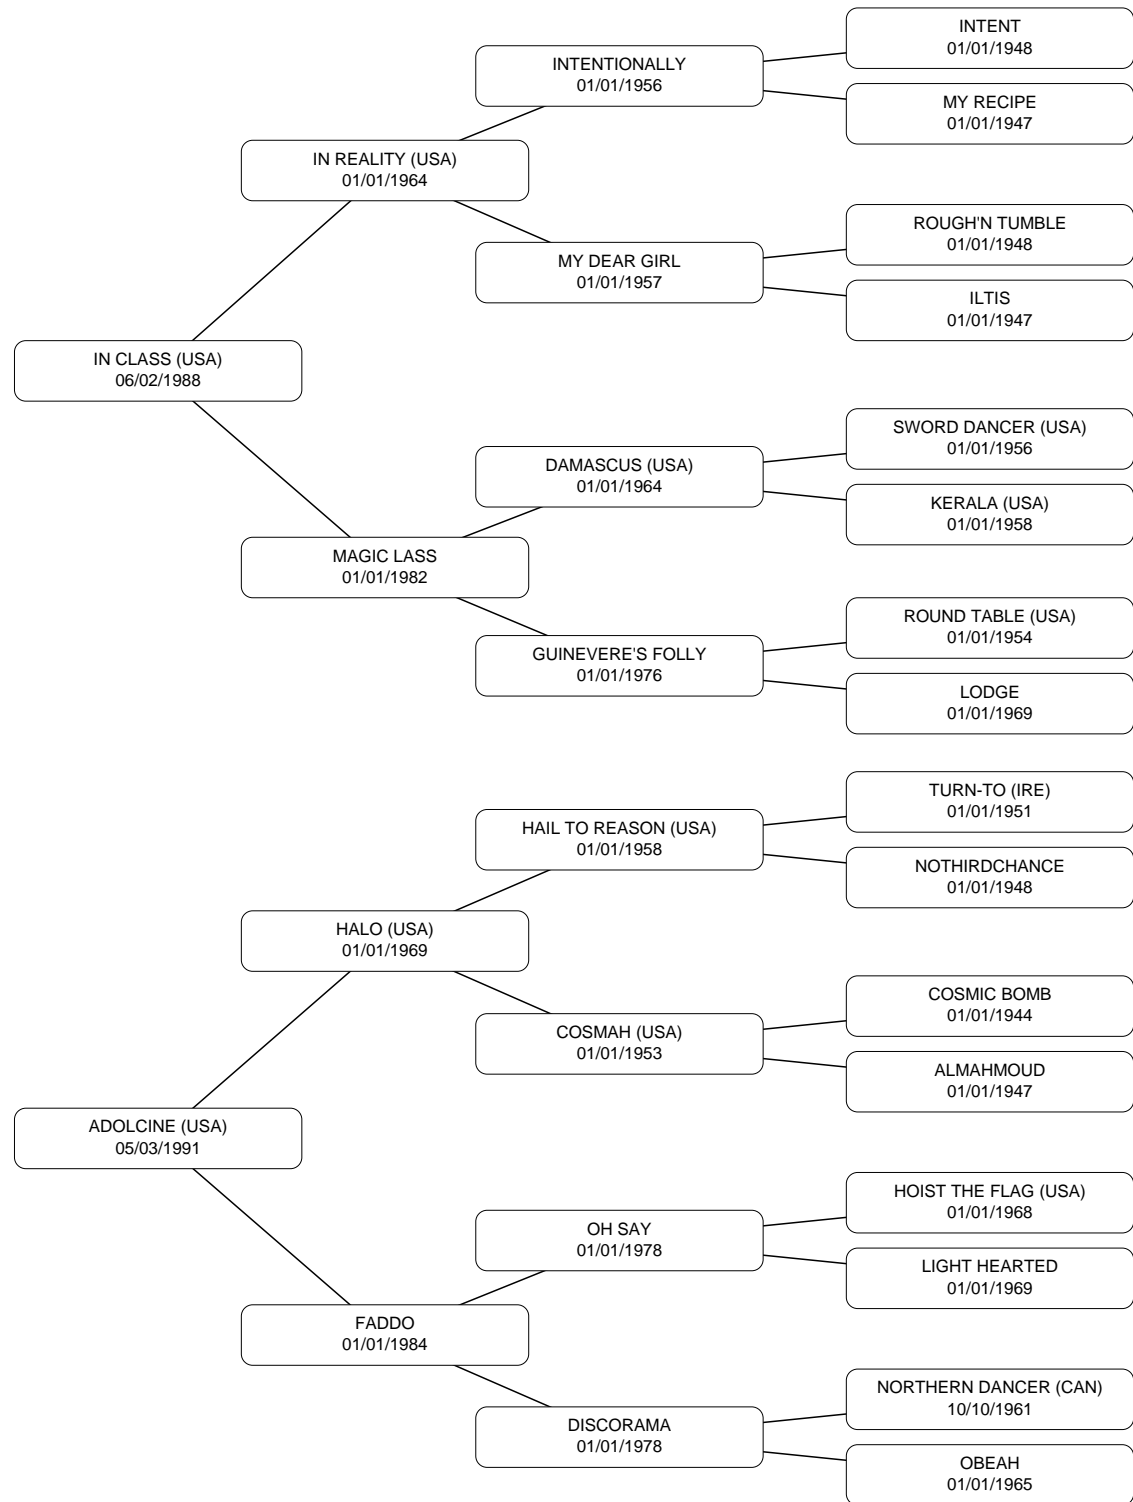 INTENT
01/01/1948
INTENTIONALLY
01/01/1956
MY RECIPE
01/01/1947
IN REALITY (USA)
01/01/1964
ROUGH'N TUMBLE
01/01/1948
MY DEAR GIRL
01/01/1957
ILTIS
01/01/1947
IN CLASS (USA)
06/02/1988
SWORD DANCER (USA)
01/01/1956
DAMASCUS (USA)
01/01/1964
KERALA (USA)
01/01/1958
MAGIC LASS
01/01/1982
ROUND TABLE (USA)
01/01/1954
GUINEVERE'S FOLLY
01/01/1976
LODGE
01/01/1969
TURN-TO (IRE)
01/01/1951
HAIL TO REASON (USA)
01/01/1958
NOTHIRDCHANCE
01/01/1948
HALO (USA)
01/01/1969
COSMIC BOMB
01/01/1944
COSMAH (USA)
01/01/1953
ALMAHMOUD
01/01/1947
ADOLCINE (USA)
05/03/1991
HOIST THE FLAG (USA)
01/01/1968
OH SAY
01/01/1978
LIGHT HEARTED
01/01/1969
FADDO
01/01/1984
NORTHERN DANCER (CAN)
10/10/1961
DISCORAMA
01/01/1978
OBEAH
01/01/1965